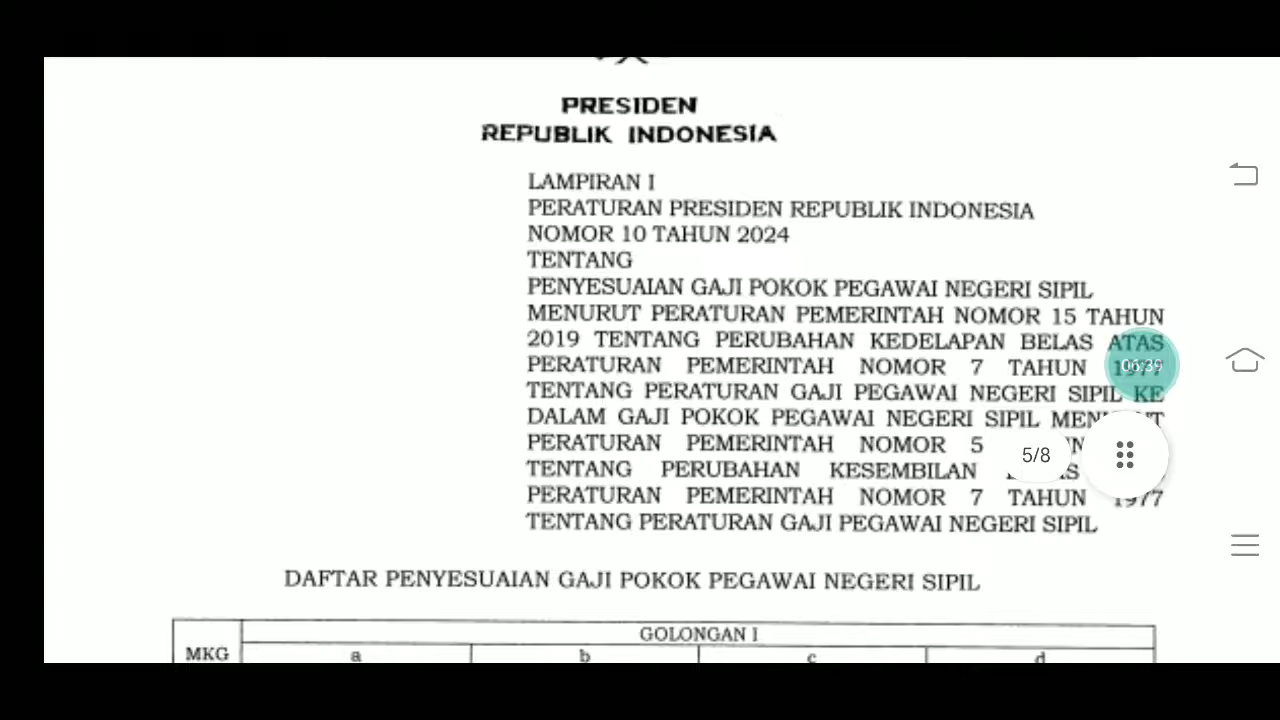 PRESIDEN
REPUBLIK INDONESIA
LAMPIRAN I
PERATURAN PRESIDEN REPUBLIK INDONESIA
NOMOR 10 TAHUN 2024
TENTANG
PENYESUAIAN GAJI POKOK PEGAWAI NEGERI SIPIL
MENURUT PERATURAN PEMERINTAH NOMOR 15 TAHUN
2019 TENTANG PERUBAHAN KEDELAPAN BELAS ATAS
PERATURAN PEMERINTAH NOMOR 7 TAHUN 1977
06:39
TENTANG PERATURAN GAJI PEGAWAI NEGERI SIPIL KE
DALAM GAJI POKOK PEGAWAI NEGERI SIPIL
PERATURAN PEMERINTAH NOMOR 5
5/8
TENTANG PERUBAHAN KESEMBILAN
PERATURAN PEMERINTAH NOMOR 7 TAHUN 1977
TENTANG PERATURAN GAJI PEGAWAI NEGERI SIPIL
DAFTAR PENYESUAIAN GAJI POKOK PEGAWAI NEGERI SIPIL
GOLONGAN I
MKG a b c d